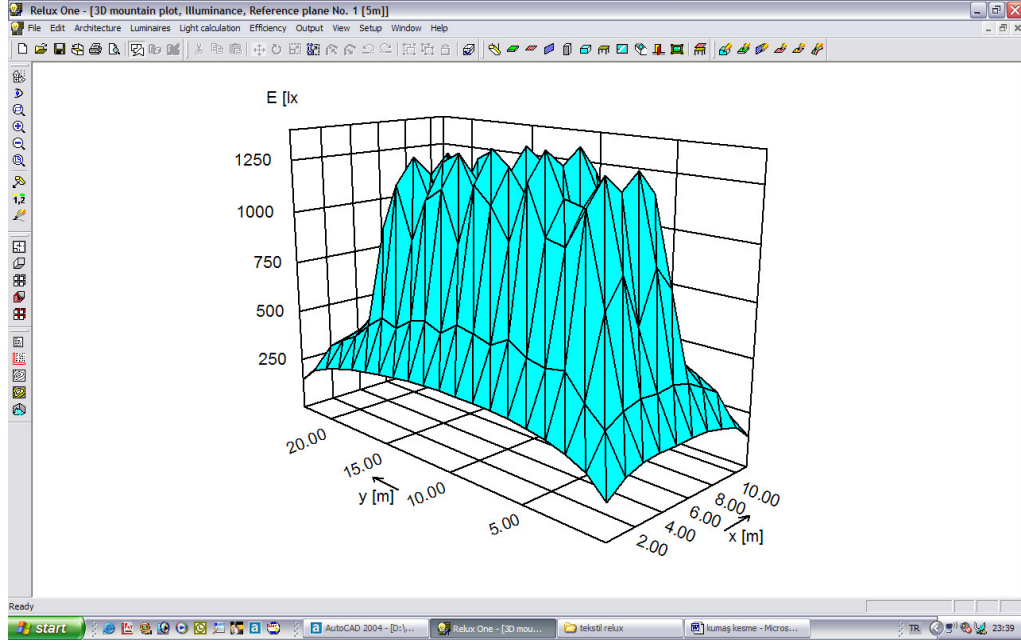 Relux One - [3D mountain plot, Illuminance, Reference plane No. 1 [5m]]
File Edit Architecture Luminaires Light calculation Efficiency Output View Setup Window Help
1,2
E [lx
1250
1000
750
500
250
20.00
15.00
y [m]
10.00
5.00
10.00
8.00
6.00
x [m]
4.00
2.00
Ready
start
AutoCAD 2004 - [D:\...
Relux One - [3D mou...
tekstil relux
kumaş kesme - Micros...
TR
23:39